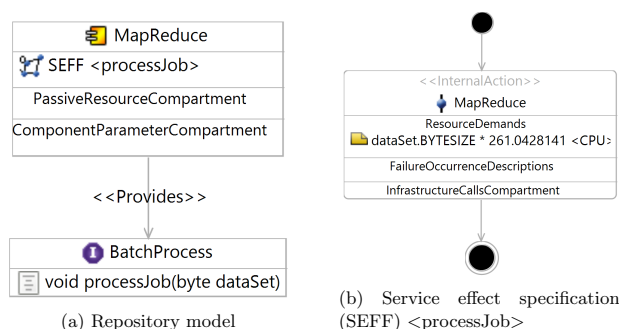 MapReduce
SEFF <processJob>
PassiveResourceCompartment
ComponentParameterCompartment
<<Provides>>
I
BatchProcess
void processJob(byte dataSet)
(a) Repository model
<<InternalAction>>
MapReduce
ResourceDemands
dataSet.BYTESIZE * 261.0428141 <CPU>
FailureOccurrenceDescriptions
InfrastructureCallsCompartment
(b) Service effect specification
(SEFF) <processJob>